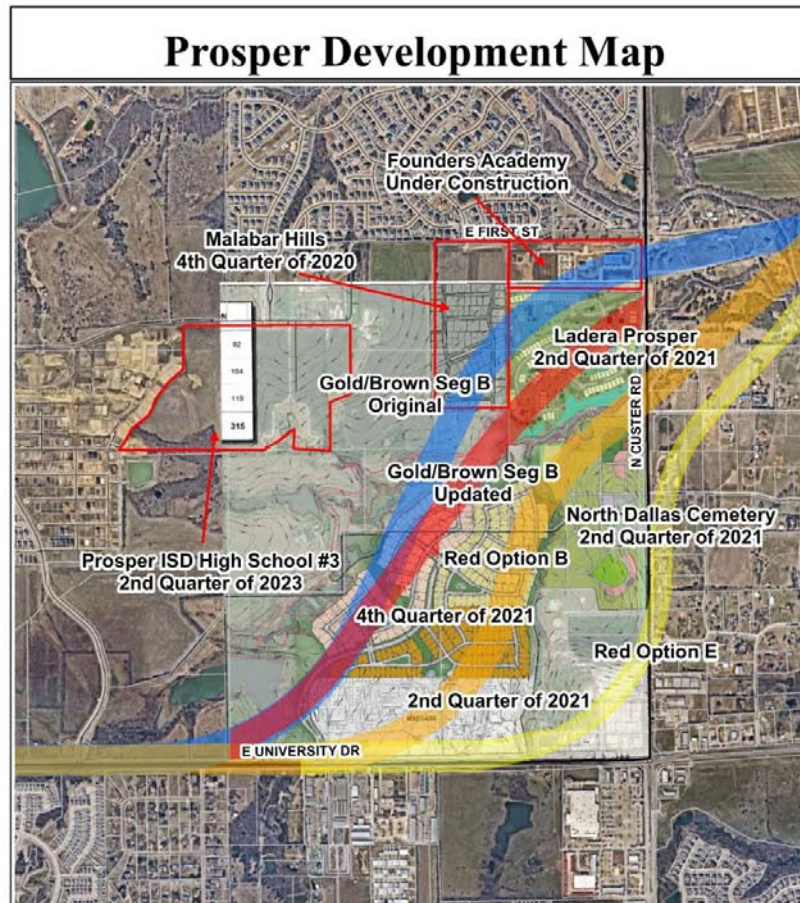 Prosper Development Map
Founders Academy
Under Construction
E FIRST ST
Malabar Hills
4th Quarter of 2020
Ladera Prosper
2nd Quarter of 2021
N
92
104
119
315
Gold/Brown Seg B
Original
N CUSTER RD
Gold/Brown Seg B
Updated
North Dallas Cemetery
2nd Quarter of 2021
Prosper ISD High School #3
2nd Quarter of 2023
Red Option B
4th Quarter of 2021
Red Option E
2nd Quarter of 2021
E UNIVERSITY DR